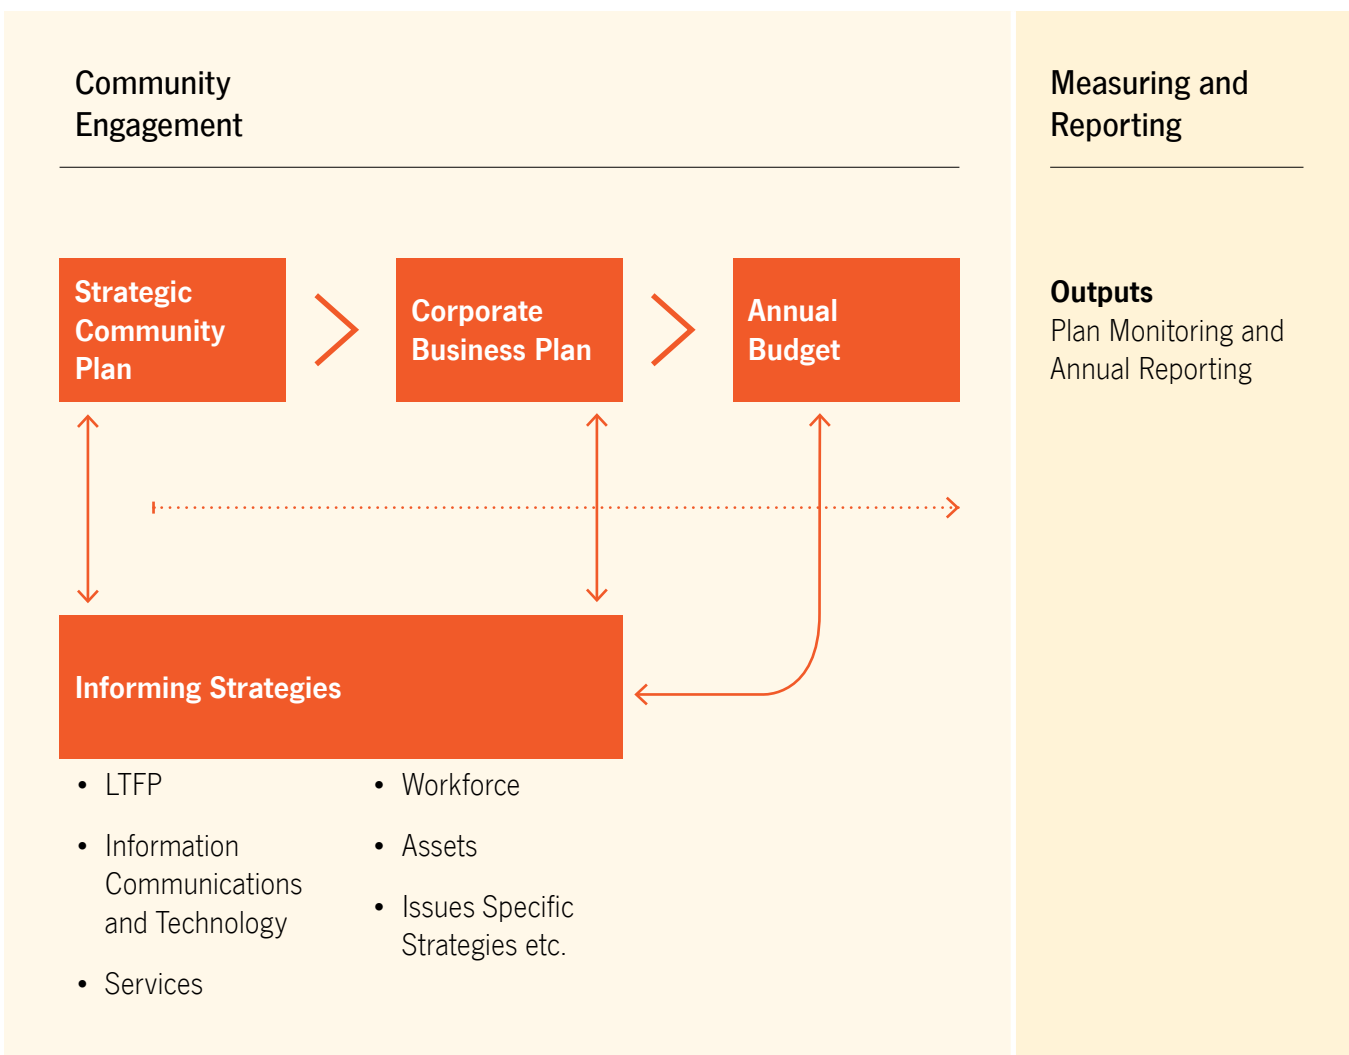 Community
Engagement
Measuring and
Reporting
Strategic
Community
Plan
Corporate
Business Plan
Annual
Budget
Outputs
Plan Monitoring and
Annual Reporting
Informing Strategies
• LTFP
• Information
Communications
and Technology
• Services
• Workforce
• Assets
• Issues Specific
Strategies etc.